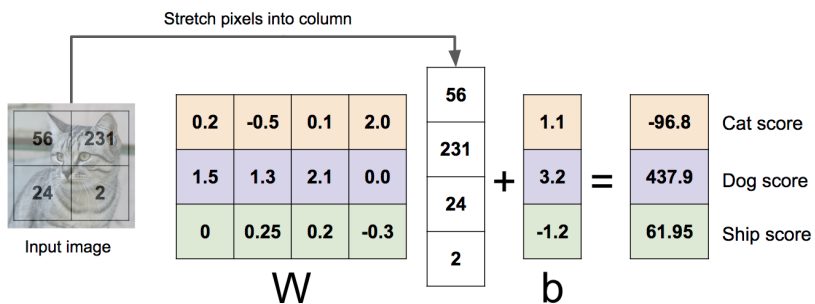 Stretch pixels into column
56 231
24 2
Input image
0.2 -0.5 0.1 2.0
1.5 1.3 2.1 0.0
0 0.25 0.2 -0.3
W
56
231
24
2
+
1.1
3.2
-1.2
b
=
-96.8 Cat score
437.9 Dog score
61.95 Ship score